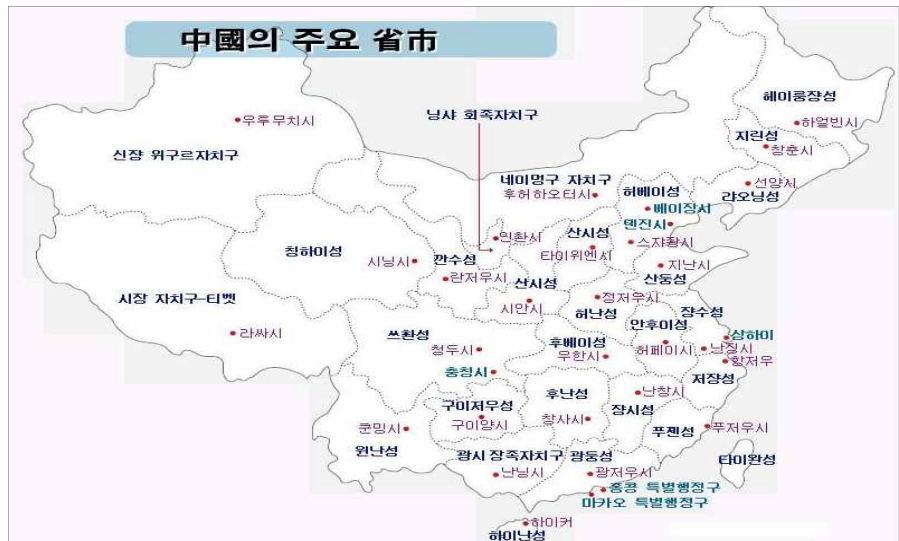 中國의 주요 省市
헤이룽쟝성
하얼빈시
닝샤 회족자치구
우루무치시
지린성
창춘시
신쟝 위구르자치구
네이멍구 자치구
후허하오터시
허베이성
선양시
랴오닝성
베이징서
톈진시
산시성
인촨시
스쟈좡시
칭하이성
타이위엔시
시닝시
깐수성
지난시
란저우시
산둥성
산시성
시장 자치구-티벳
정저우시
시안시
허난성
쟝수성
안후이성
라싸시
쓰촨성
샹하이
후베이성
청두시
우한시
허페이시
난징시
항저우
충칭시
저쟝성
후난성
난창시
구이저우성
쟝시성
구이양시
창사시
쿤밍시
푸젠성
푸저우시
윈난성
광시 장족자치구
광둥성
타이완성
난닝시
광저우시
홍콩 특별행정구
마카오 특별행정구
하이커
하이난성